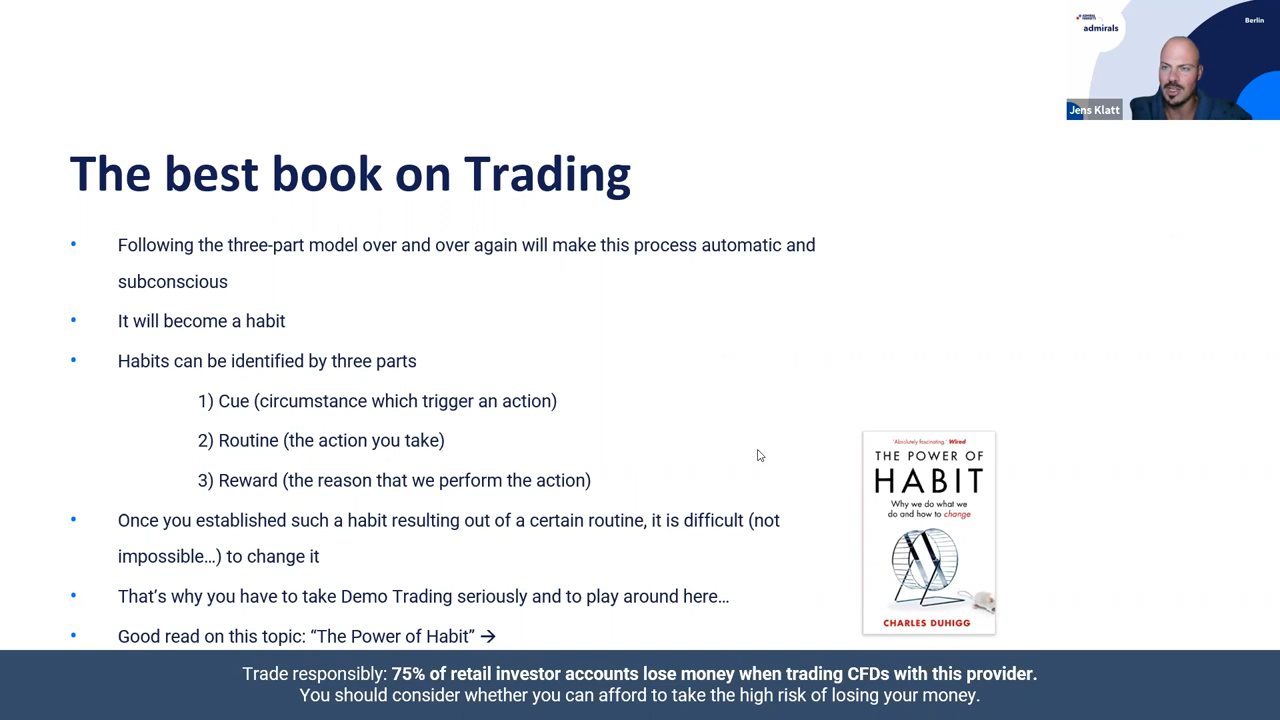 admirals
Berlin
Jens Klatt
The best book on Trading
• Following the three-part model over and over again will make this process automatic and
subconscious
• It will become a habit
• Habits can be identified by three parts
1) Cue (circumstance which trigger an action)
2) Routine (the action you take)
3) Reward (the reason that we perform the action)
• Once you established such a habit resulting out of a certain routine, it is difficult (not
impossible…) to change it
• That’s why you have to take Demo Trading seriously and to play around here…
• Good read on this topic: “The Power of Habit” →
'Absolutely fascinating.' Wired
THE POWER OF
HABIT
Why we do what we
do and how to change
CHARLES DUHIGG
Trade responsibly: 75% of retail investor accounts lose money when trading CFDs with this provider.
You should consider whether you can afford to take the high risk of losing your money.